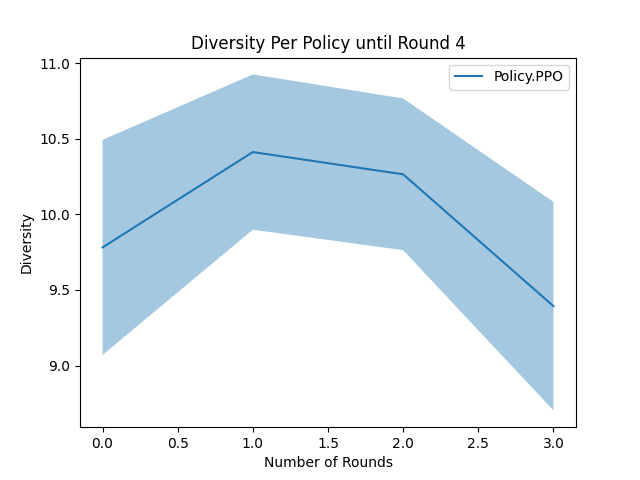 Diversity Per Policy until Round 4
Policy.PPO
11.0
10.5
10.0
9.5
9.0
Diversity
0.0 0.5 1.0 1.5 2.0 2.5 3.0
Number of Rounds